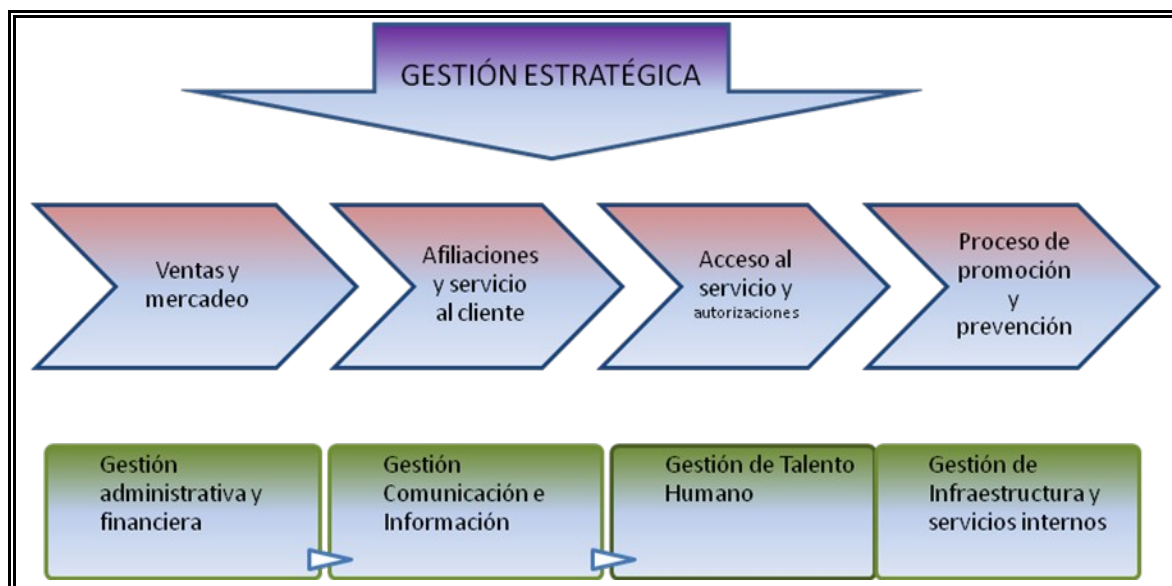 GESTIÓN ESTRATÉGICA
Ventas y
mercadeo
Afiliaciones
y servicio
al cliente
Acceso al
servicio y
autorizaciones
Proceso de
promoción
y
prevención
Gestión
administrativa y
financiera
Gestión
Comunicación e
Información
Gestión de Talento
Humano
Gestión de
Infraestructura y
servicios internos